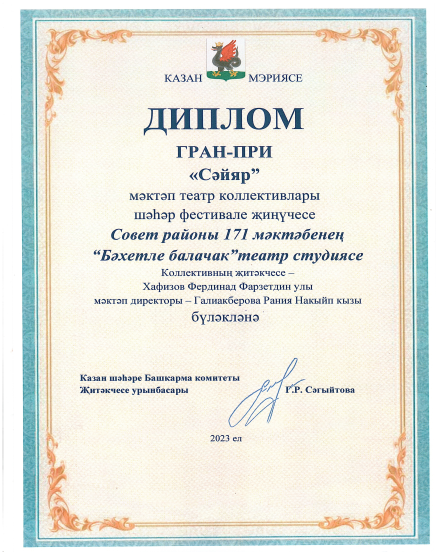 КАЗАН МЭРИЯСЕ
ДИПЛОМ
ГРАН-ПРИ
«Сәйяр”
мәктәп театр коллективлары
шәһәр фестивале җиңүчесе
Совет районы 171 мәктәбенең
“Бәхетле балачак”театр студиясе
Коллективның җитәкчесе –
Хафизов Фердинад Фарзетдин улы
мәктәп директоры – Галиакберова Рания Накыйп кызы
бүләкләнә
Казан шәһәре Башкарма комитеты
Җитәкчесе урынбасары Г.Р. Сәгыйтова
2023 ел